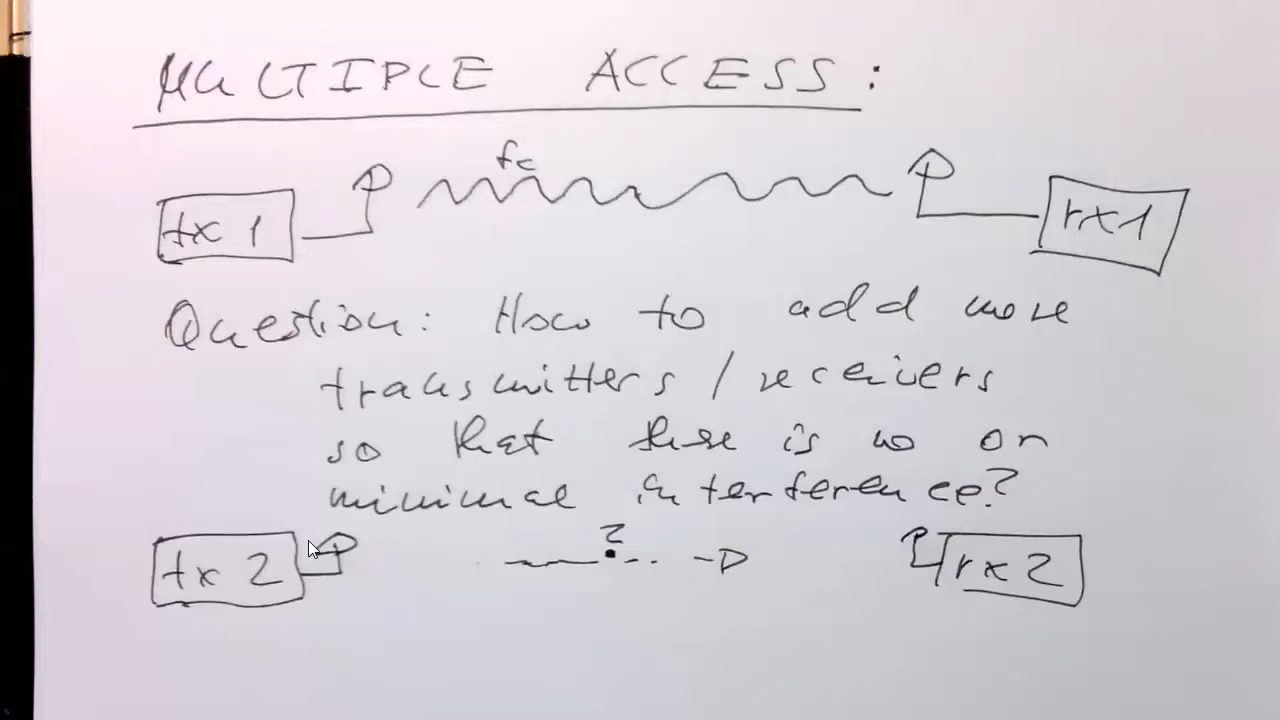 MULTIPLE ACCESS:
fc
tx 1
rx1
Question: How to add more
transmitters / receivers
so that there is no or
minimal interference?
?
tx 2
rx 2